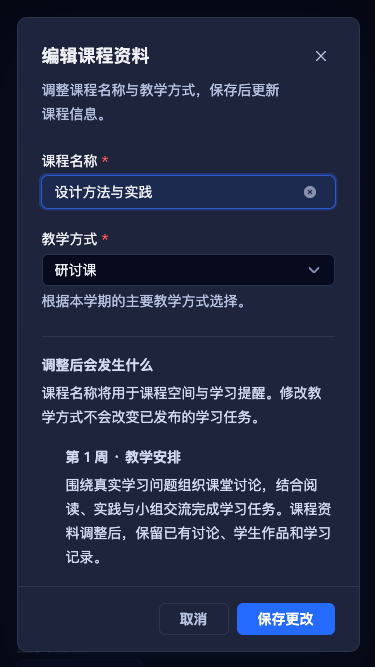 编辑课程资料
调整课程名称与教学方式，保存后更新
课程信息。
课程名称 *
设计方法与实践
教学方式 *
研讨课
根据本学期的主要教学方式选择。
调整后会发生什么
课程名称将用于课程空间与学习提醒。修改教
学方式不会改变已发布的学习任务。
第 1 周 · 教学安排
围绕真实学习问题组织课堂讨论，结合阅
读、实践与小组交流完成学习任务。课程资
料调整后，保留已有讨论、学生作品和学习
记录。
取消
保存更改